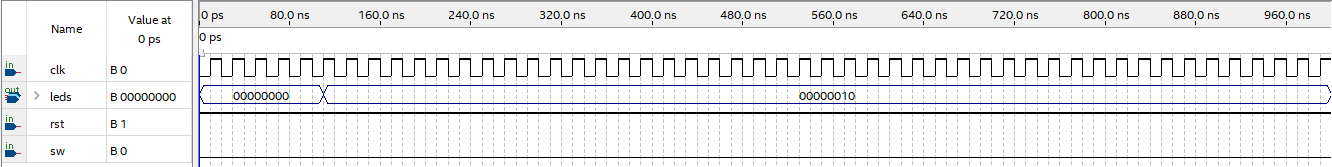 Name
Value at
0 ps
0 ps 80.0 ns 160.0 ns 240.0 ns 320.0 ns 400.0 ns 480.0 ns 560.0 ns 640.0 ns 720.0 ns 800.0 ns 880.0 ns 960.0 ns
0 ps
in clk B 0
out leds B 00000000 00000000 00000010
in rst B 1
in sw B 0